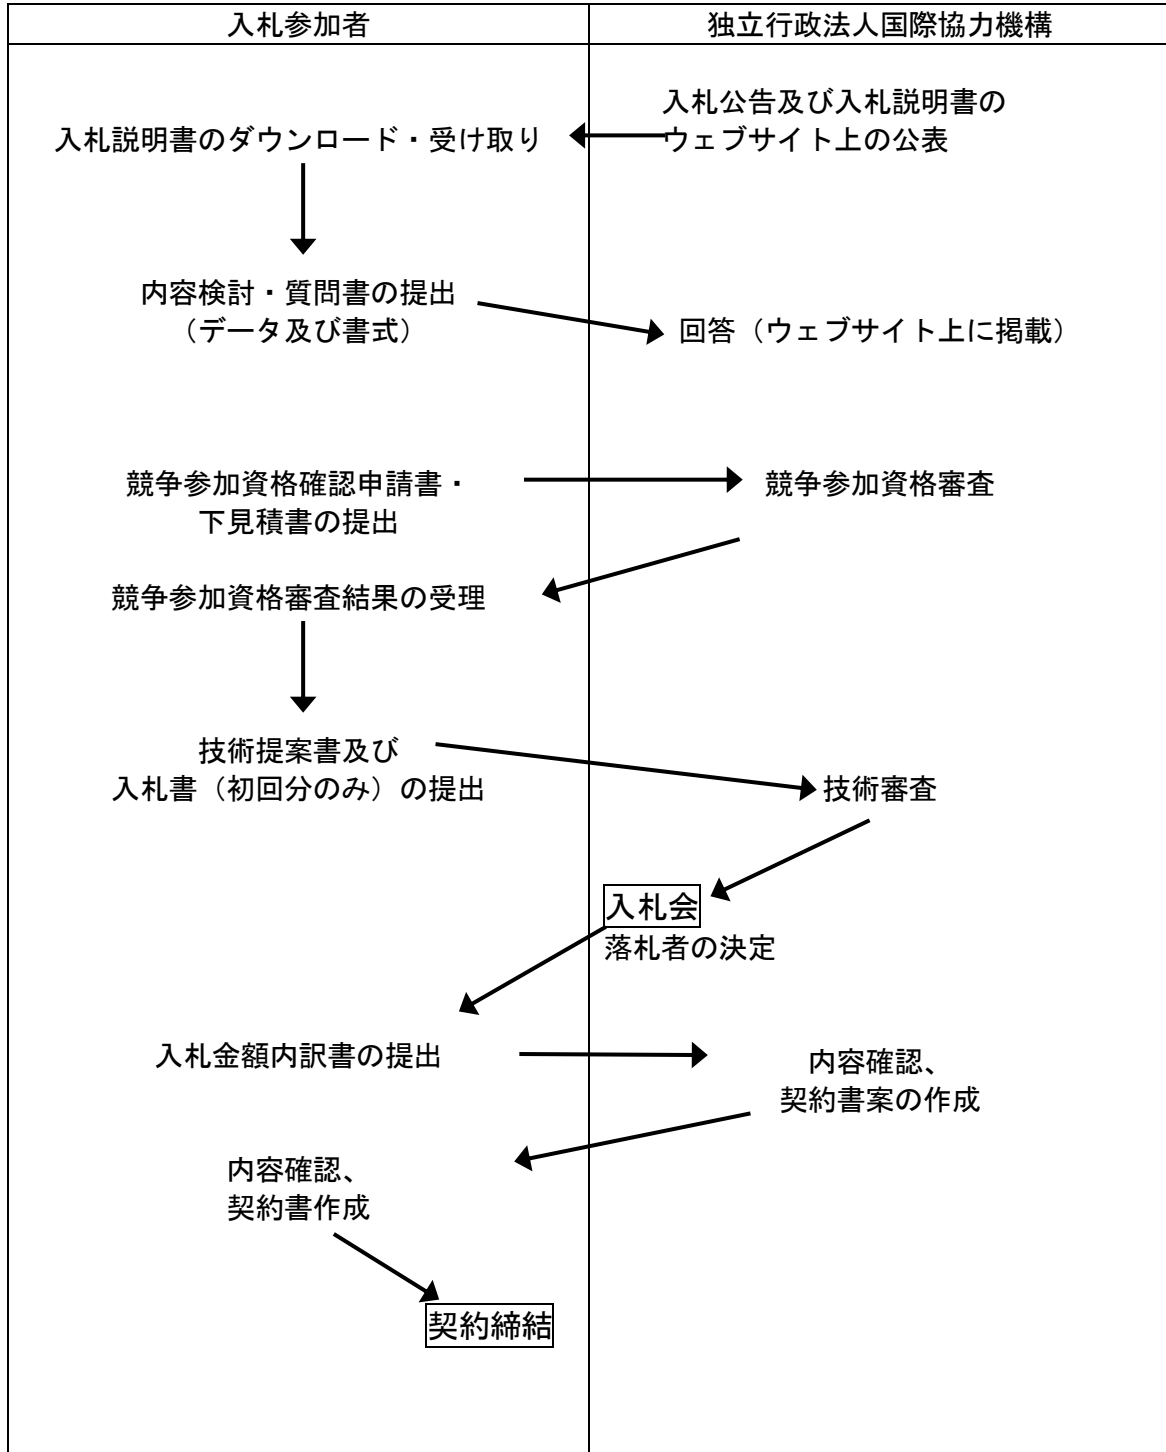 入札参加者
独立行政法人国際協力機構
入札公告及び入札説明書の
ウェブサイト上の公表
入札説明書のダウンロード・受け取り
内容検討・質問書の提出
（データ及び書式）
回答（ウェブサイト上に掲載）
競争参加資格確認申請書・
下見積書の提出
競争参加資格審査
競争参加資格審査結果の受理
技術提案書及び
入札書（初回分のみ）の提出
技術審査
入札会
落札者の決定
入札金額内訳書の提出
内容確認、
契約書案の作成
内容確認、
契約書作成
契約締結